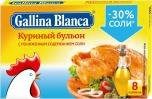 Gallina Blanca
-30%
СОЛИ*
Куриный бульон
С ПОНИЖЕННЫМ СОДЕРЖАНИЕМ СОЛИ
8